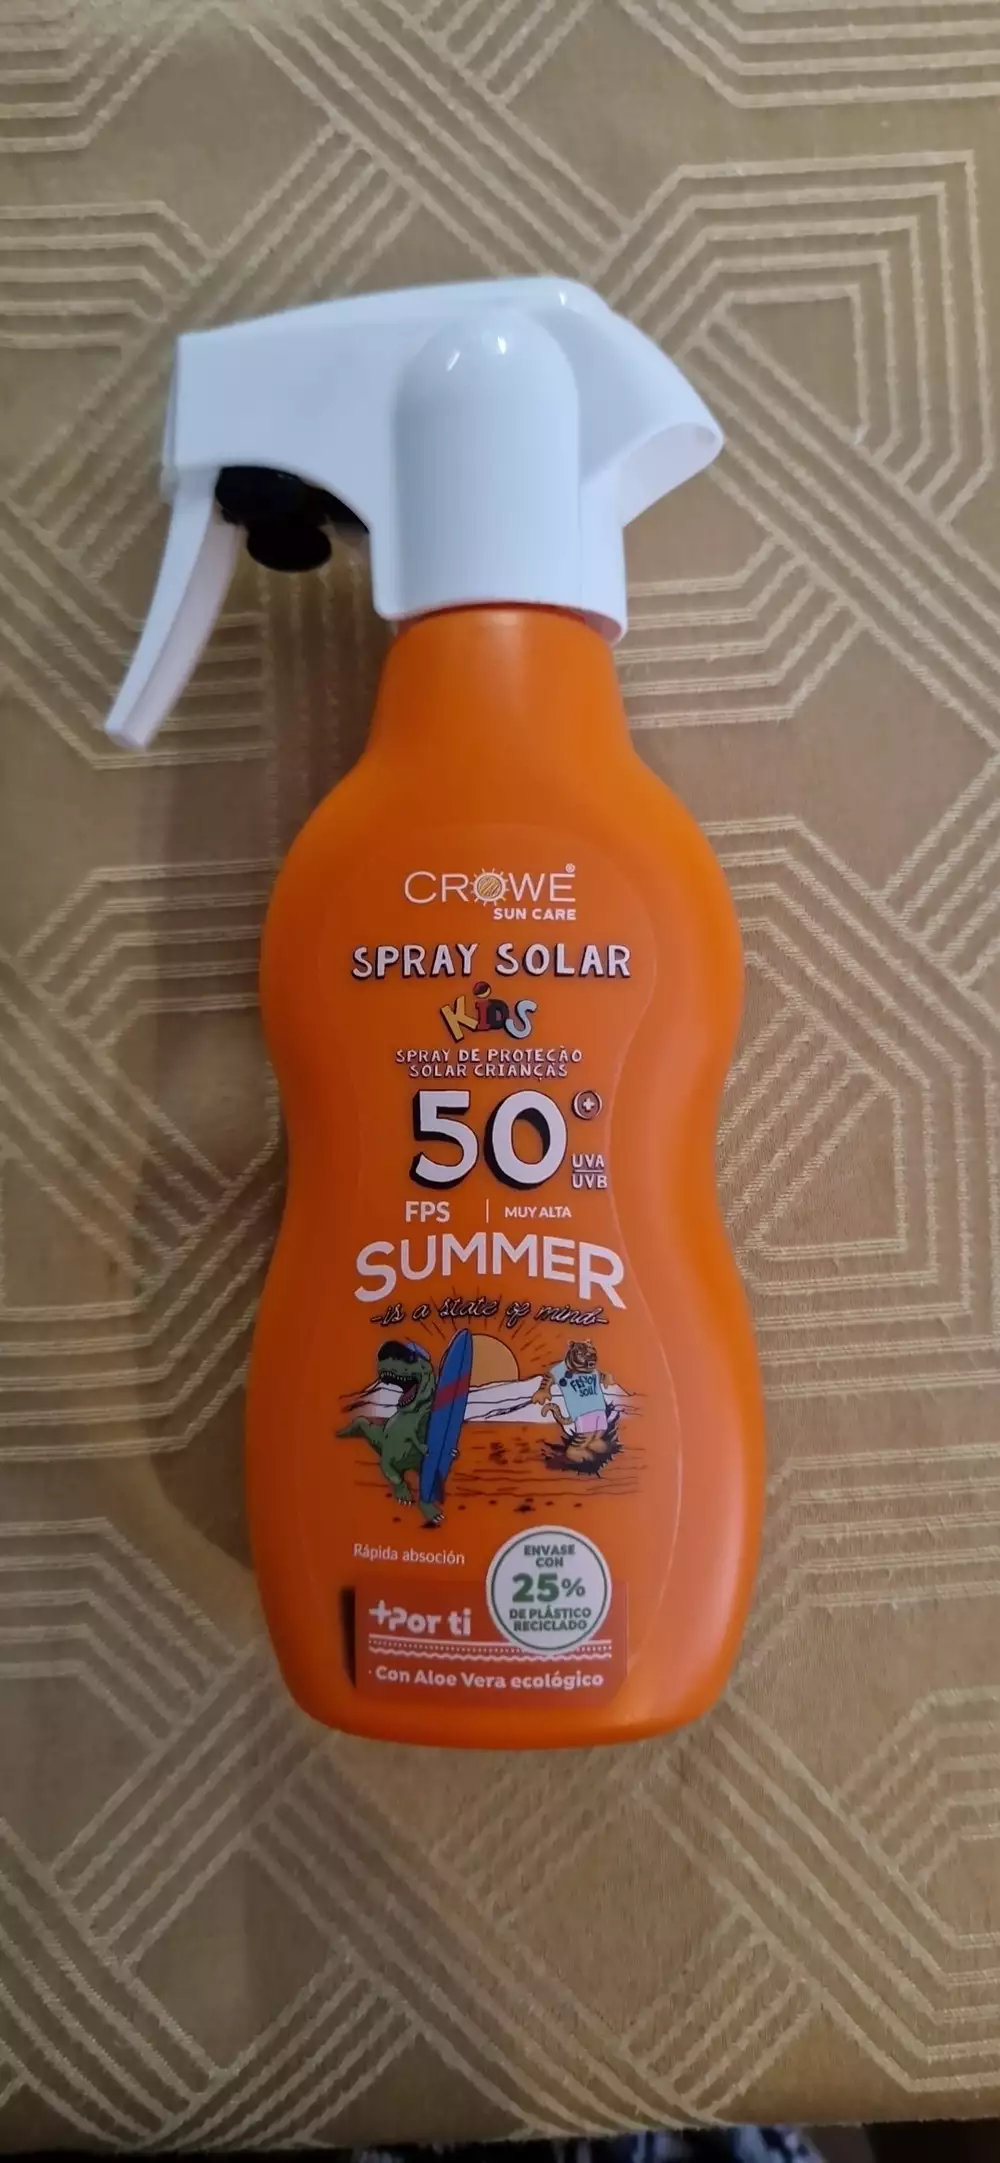 CROWE®
SUN CARE
SPRAY SOLAR
KIDS
SPRAY DE PROTEÇÃO
SOLAR CRIANÇAS
50+
UVA
UVB
FPS | MUY ALTA
SUMMER
-is a state of mind-
Rápida absoción
ENVASE
CON
25%
DE PLÁSTICO
RECICLADO
+Por ti
· Con Aloe Vera ecológico